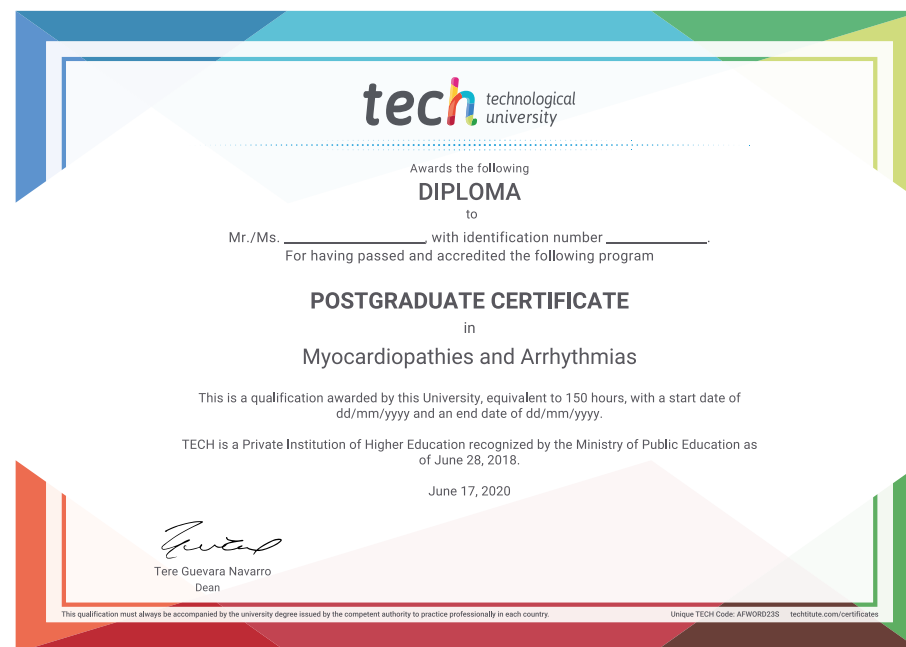 tech technological
university
Awards the following
DIPLOMA
to
Mr./Ms. ____________________, with identification number ______________.
For having passed and accredited the following program
POSTGRADUATE CERTIFICATE
in
Myocardiopathies and Arrhythmias
This is a qualification awarded by this University, equivalent to 150 hours, with a start date of
dd/mm/yyyy and an end date of dd/mm/yyyy.
TECH is a Private Institution of Higher Education recognized by the Ministry of Public Education as
of June 28, 2018.
June 17, 2020
Tere Guevara Navarro
Dean
This qualification must always be accompanied by the university degree issued by the competent authority to practice professionally in each country. Unique TECH Code: AFWORD23S techtitute.com/certificates